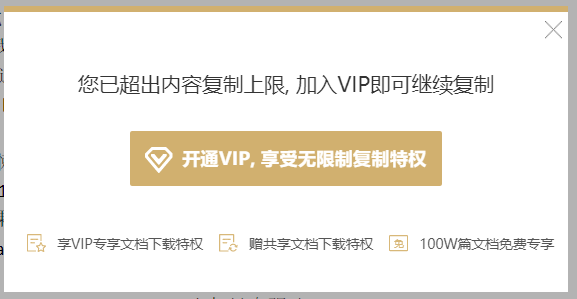 您已超出内容复制上限, 加入VIP即可继续复制
开通VIP, 享受无限制复制特权
享VIP专享文档下载特权
赠共享文档下载特权
免
100W篇文档免费专享